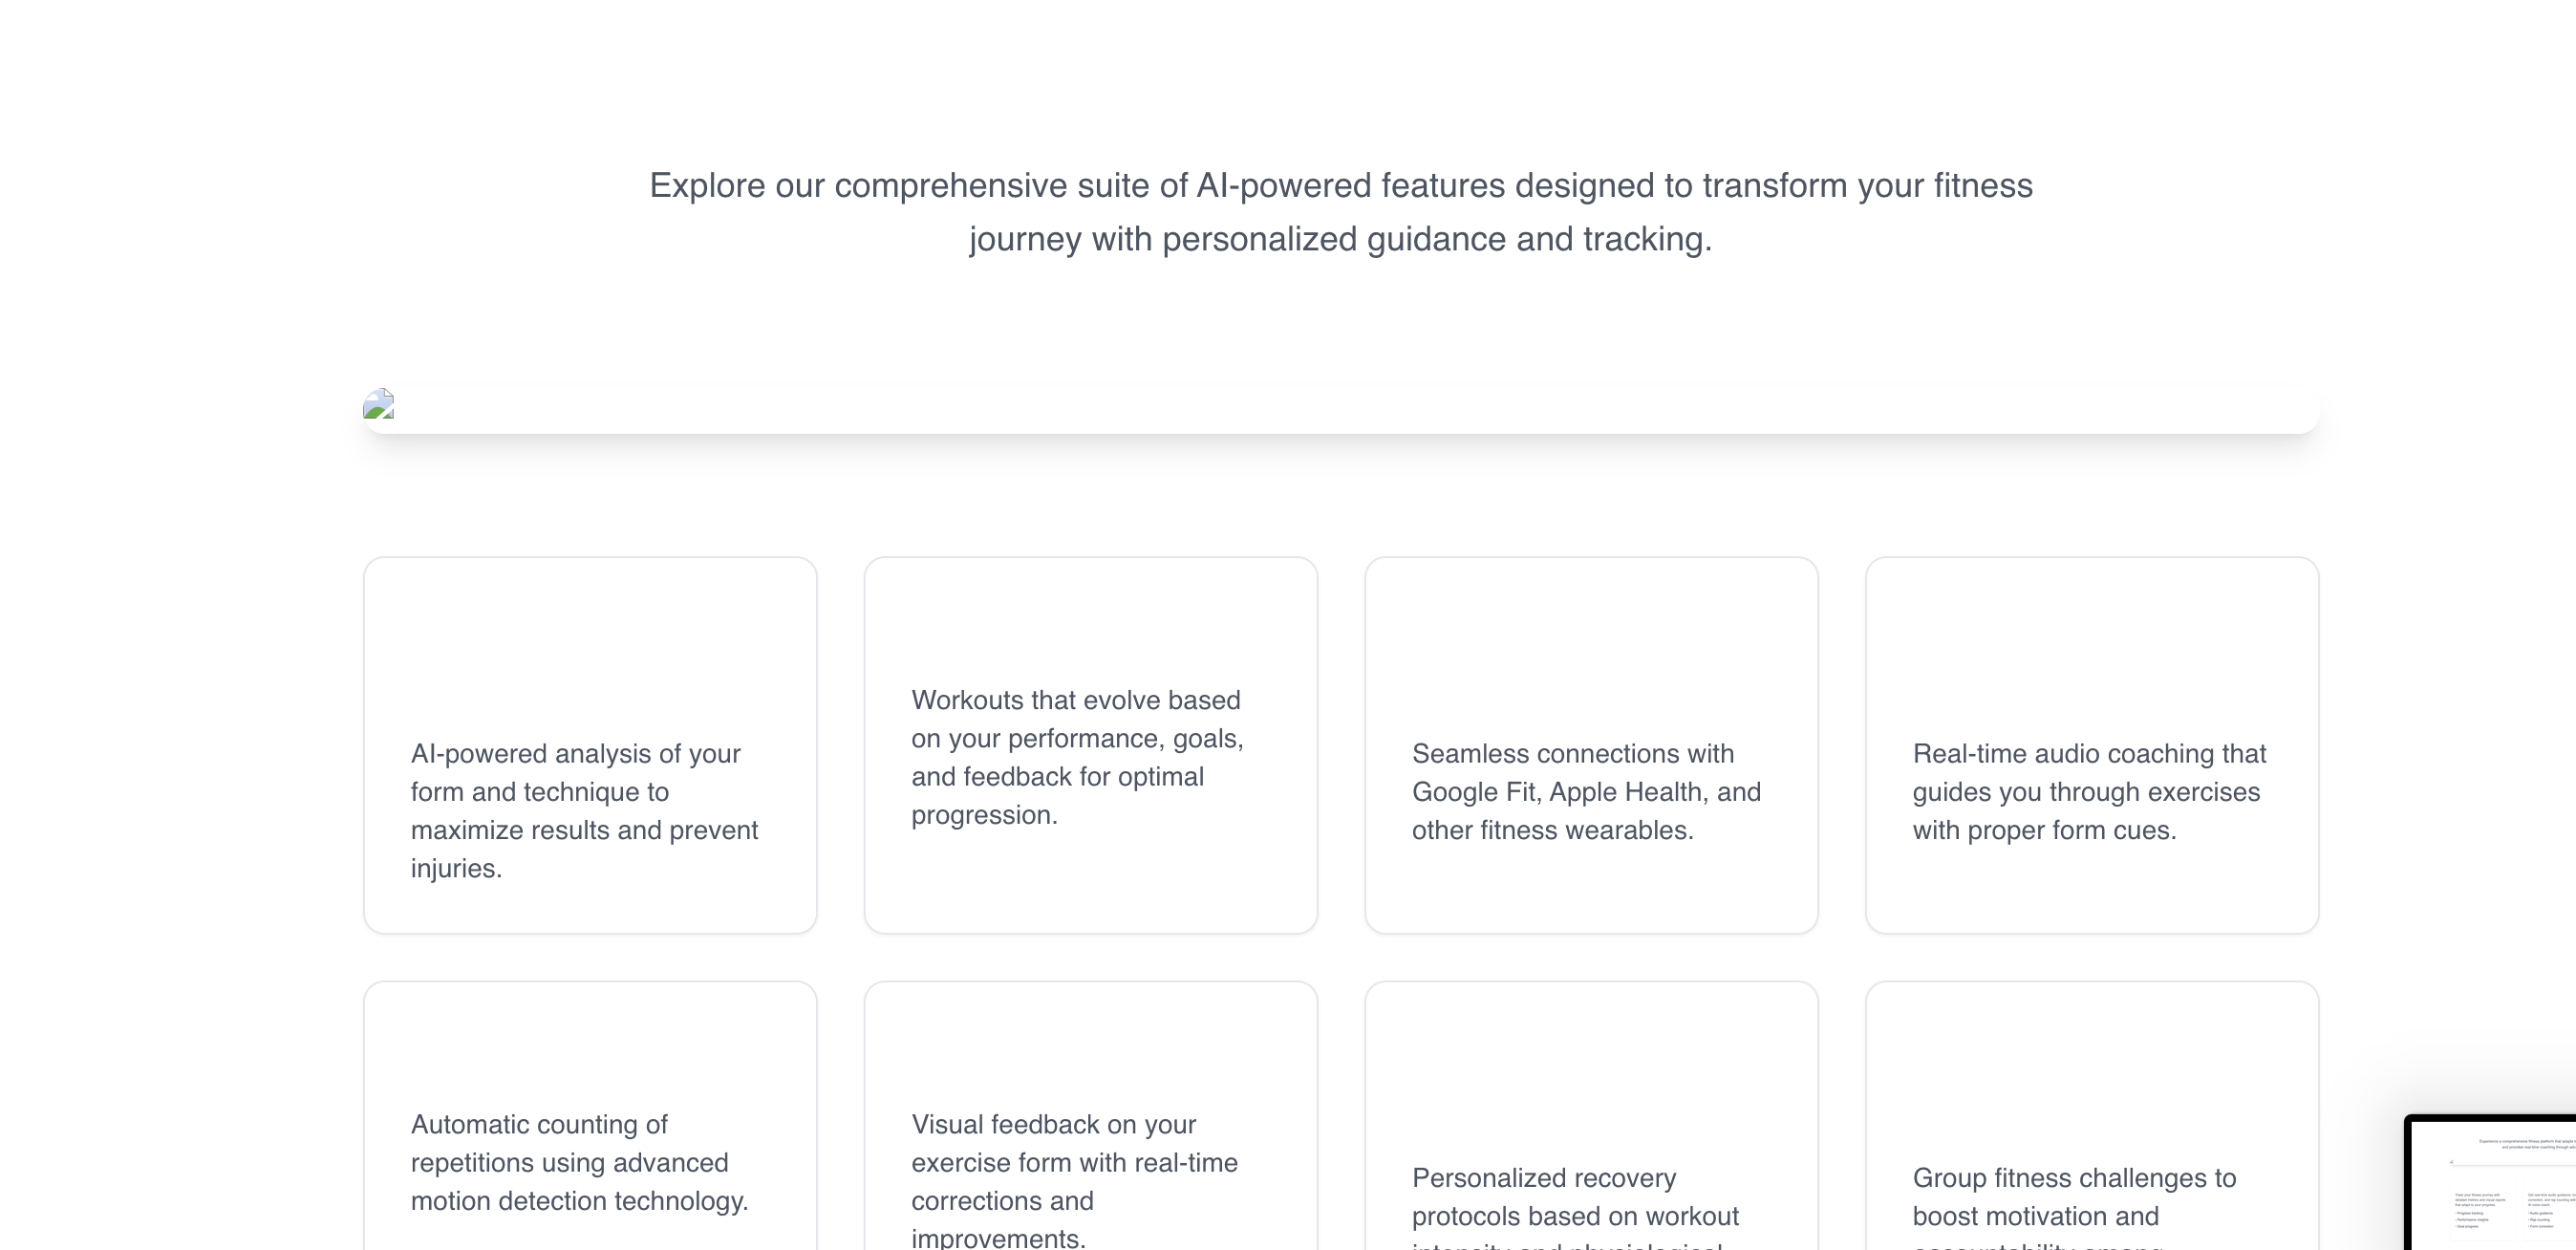 Explore our comprehensive suite of AI-powered features designed to transform your fitness
journey with personalized guidance and tracking.
AI-powered analysis of your
form and technique to
maximize results and prevent
injuries.
Workouts that evolve based
on your performance, goals,
and feedback for optimal
progression.
Seamless connections with
Google Fit, Apple Health, and
other fitness wearables.
Real-time audio coaching that
guides you through exercises
with proper form cues.
Automatic counting of
repetitions using advanced
motion detection technology.
Visual feedback on your
exercise form with real-time
corrections and
improvements.
Personalized recovery
protocols based on workout
intensity and physiological
Group fitness challenges to
boost motivation and
accountability among